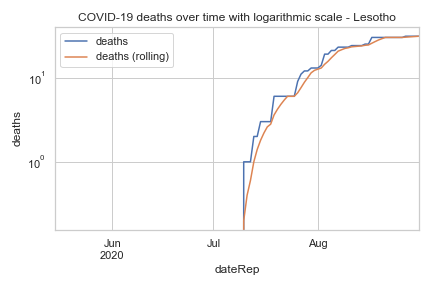 COVID-19 deaths over time with logarithmic scale - Lesotho
deaths
deaths (rolling)
10¹
10⁰
deaths
Jun
2020
Jul
Aug
dateRep